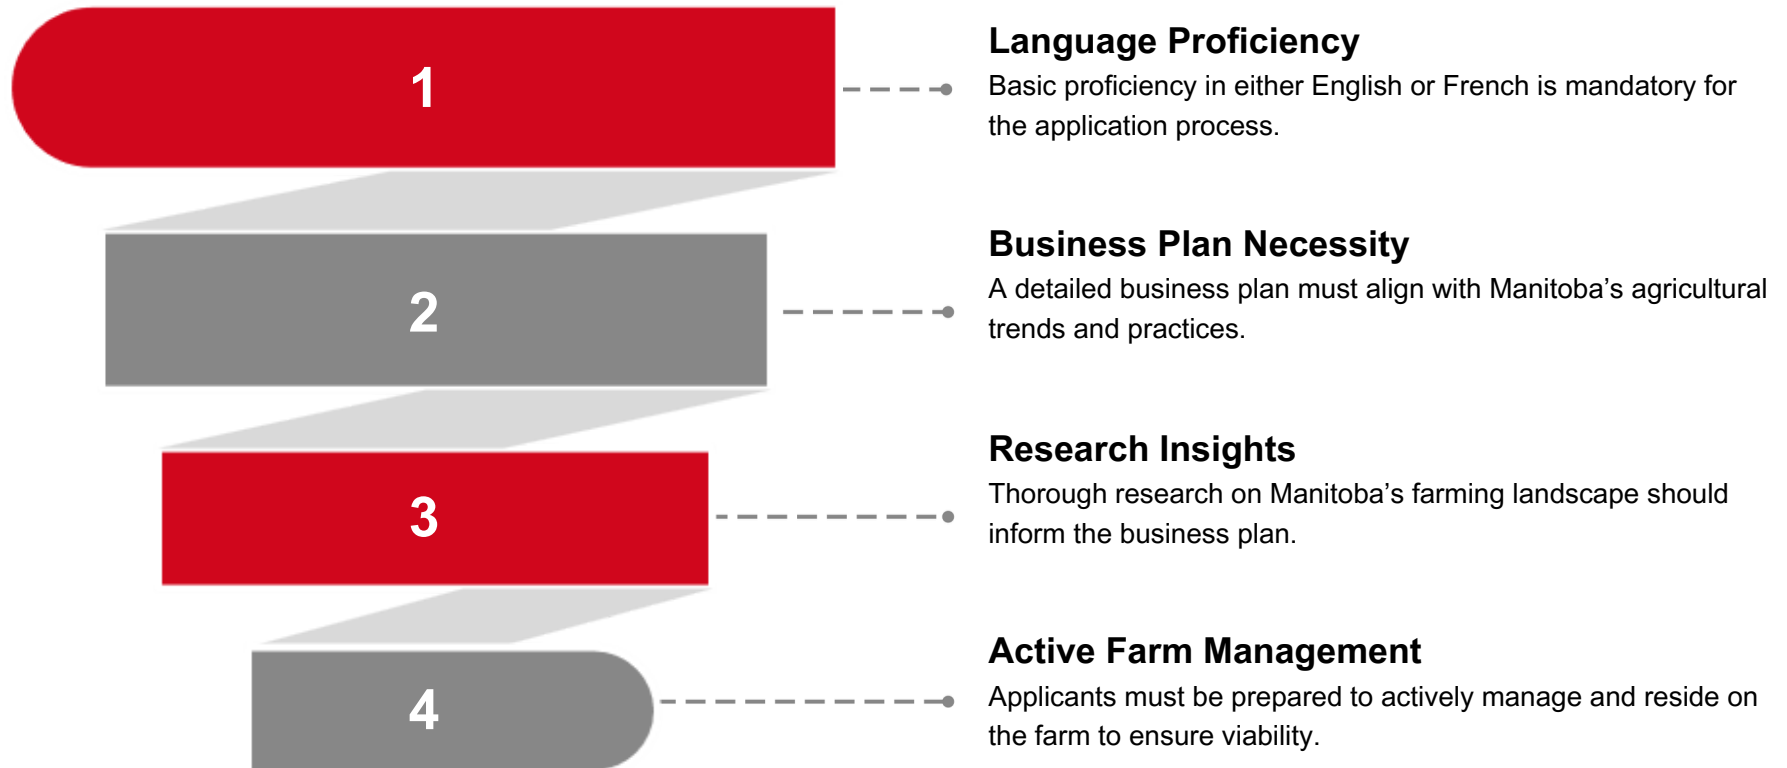 1
Language Proficiency
Basic proficiency in either English or French is mandatory for
the application process.
2
Business Plan Necessity
A detailed business plan must align with Manitoba’s agricultural
trends and practices.
3
Research Insights
Thorough research on Manitoba’s farming landscape should
inform the business plan.
4
Active Farm Management
Applicants must be prepared to actively manage and reside on
the farm to ensure viability.